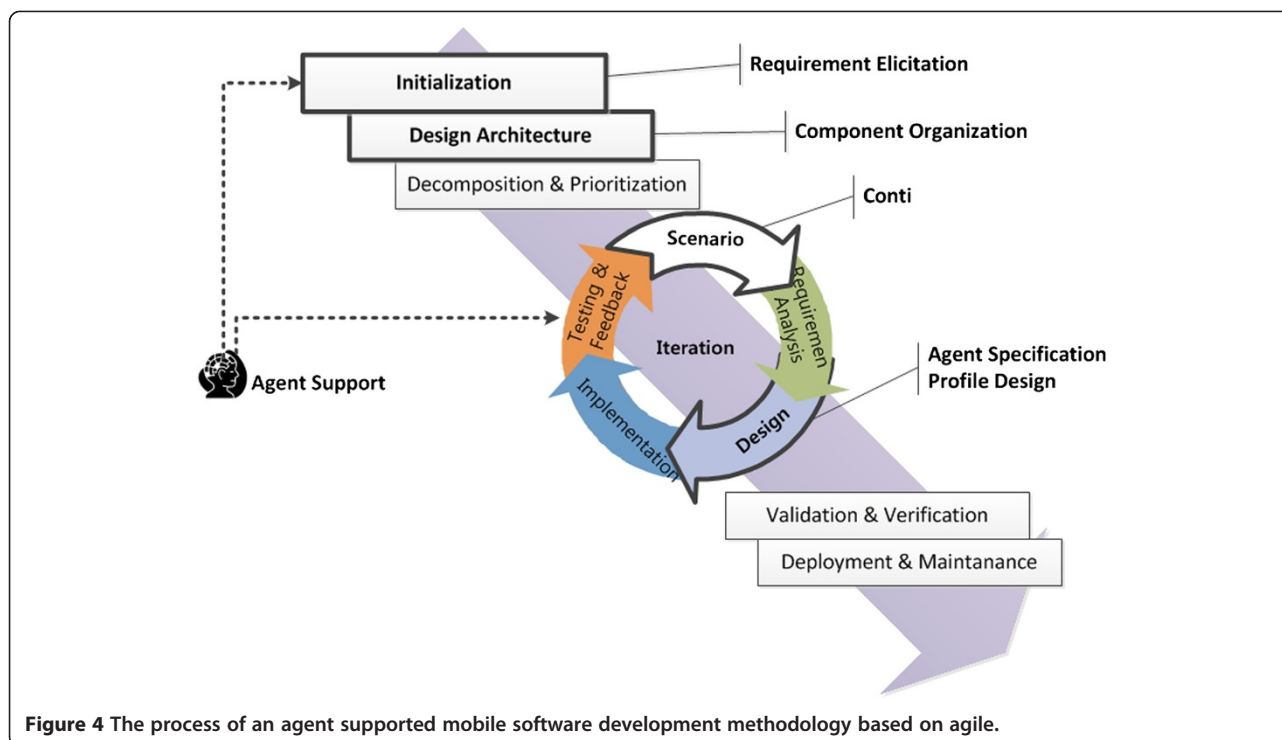 Initialization
Requirement Elicitation
Design Architecture
Component Organization
Decomposition & Prioritization
Conti
Scenario
Requiremen
Analysis
Testing &
Feedback
Iteration
Agent Specification
Profile Design
Agent Support
Implementation
Design
Validation & Verification
Deployment & Maintanance
Figure 4 The process of an agent supported mobile software development methodology based on agile.